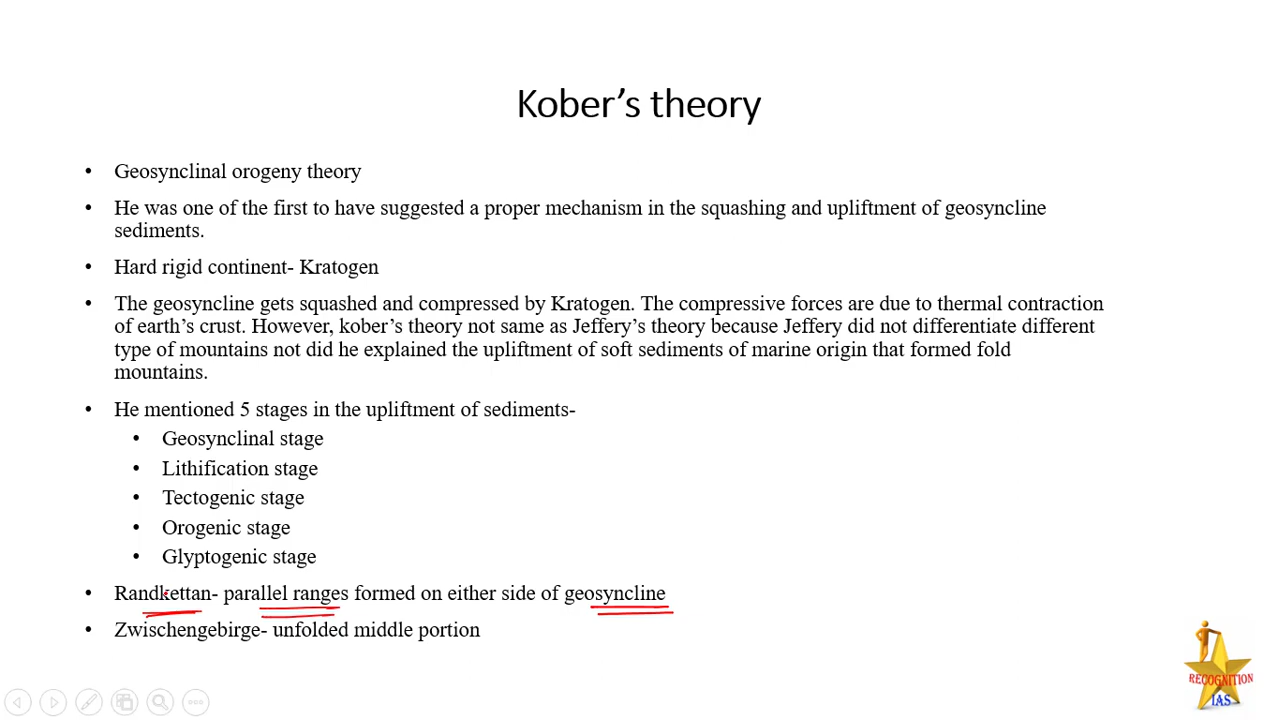 Kober’s theory
• Geosynclinal orogeny theory
• He was one of the first to have suggested a proper mechanism in the squashing and upliftment of geosyncline
sediments.
• Hard rigid continent- Kratogen
• The geosyncline gets squashed and compressed by Kratogen. The compressive forces are due to thermal contraction
of earth’s crust. However, kober’s theory not same as Jeffery’s theory because Jeffery did not differentiate different
type of mountains not did he explained the upliftment of soft sediments of marine origin that formed fold
mountains.
• He mentioned 5 stages in the upliftment of sediments-
• Geosynclinal stage
• Lithification stage
• Tectogenic stage
• Orogenic stage
• Glyptogenic stage
• Randkettan- parallel ranges formed on either side of geosyncline
• Zwischengebirge- unfolded middle portion
RECOGNITION
IAS